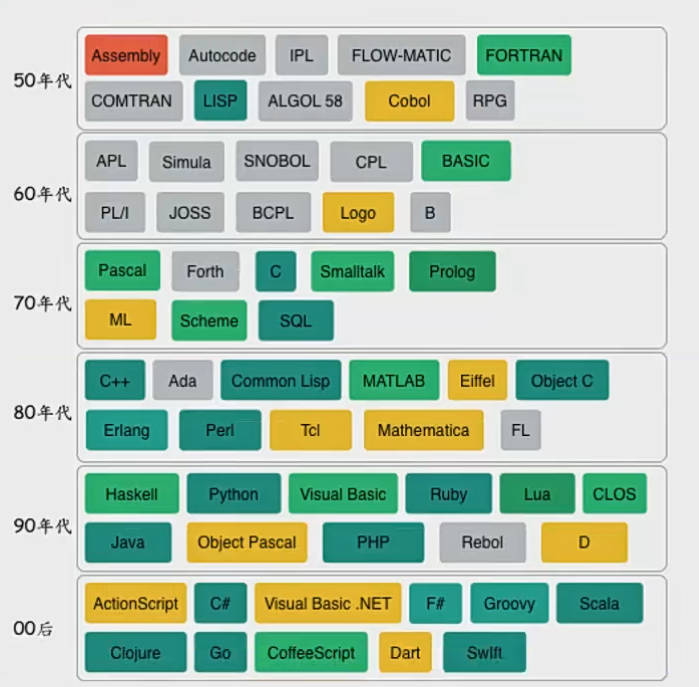 50年代
Assembly Autocode IPL FLOW-MATIC FORTRAN
COMTRAN LISP ALGOL 58 Cobol RPG
60年代
APL Simula SNOBOL CPL BASIC
PL/I JOSS BCPL Logo B
70年代
Pascal Forth C Smalltalk Prolog
ML Scheme SQL
80年代
C++ Ada Common Lisp MATLAB Eiffel Object C
Erlang Perl Tcl Mathematica FL
90年代
Haskell Python Visual Basic Ruby Lua CLOS
Java Object Pascal PHP Rebol D
00后
ActionScript C# Visual Basic .NET F# Groovy Scala
Clojure Go CoffeeScript Dart Swlft